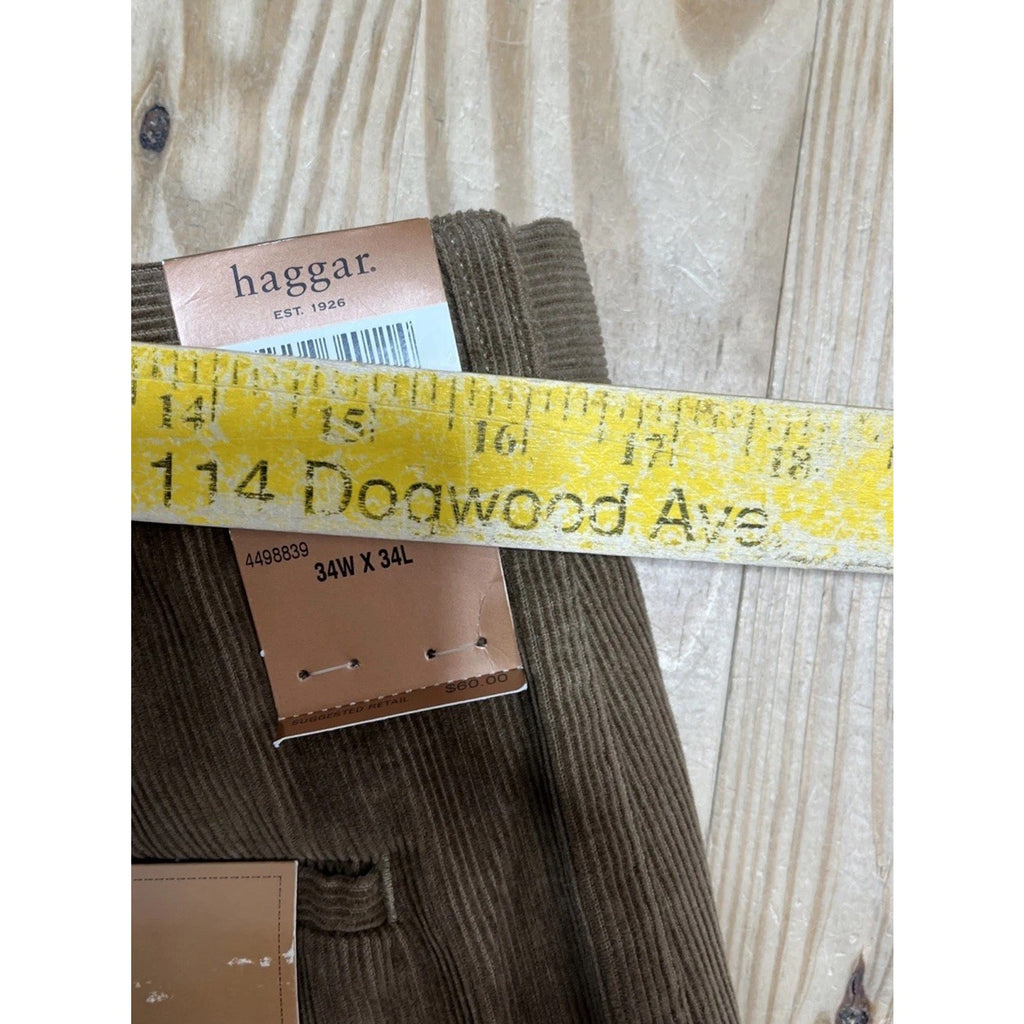 haggar.
EST. 1926
14 15 16 17 18
114 Dogwood Ave.
4498839
34W X 34L
$60.00
SUGGESTED RETAIL